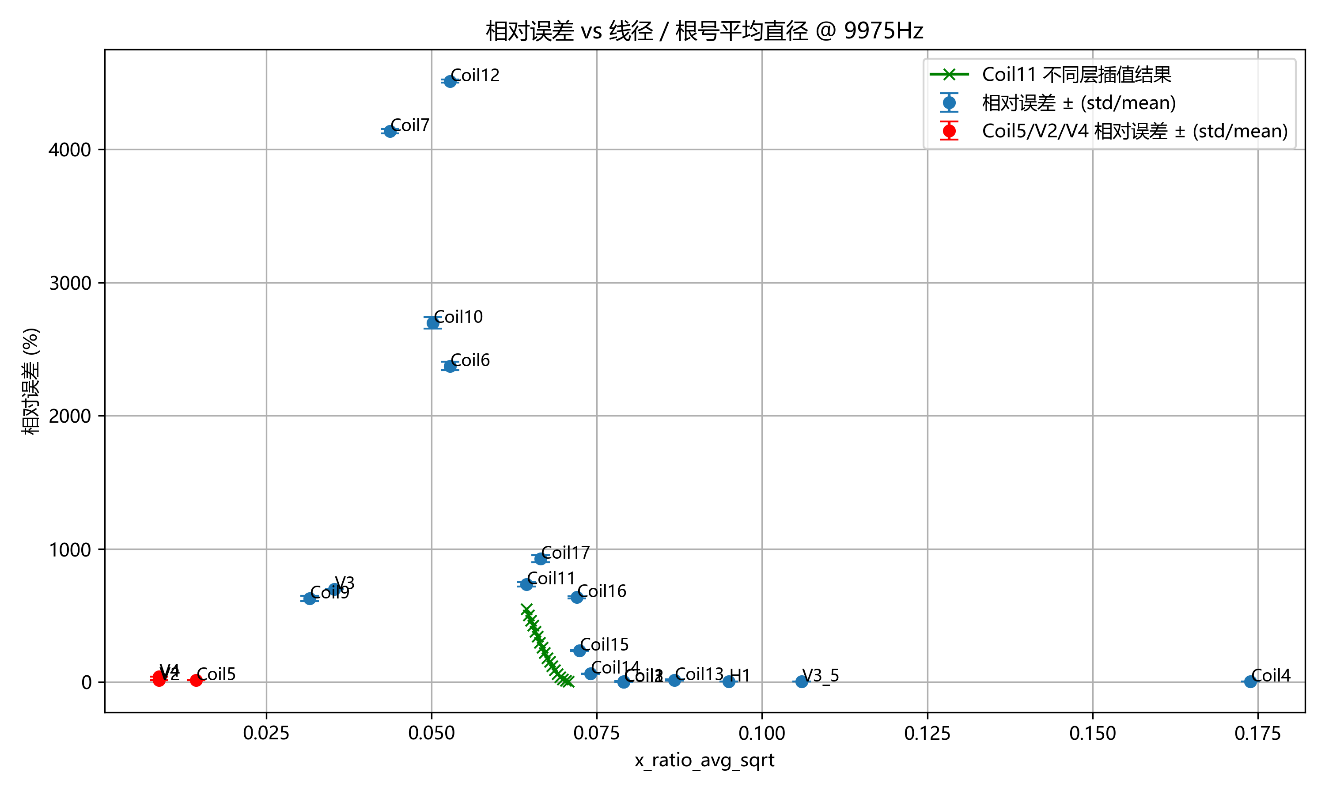 相对误差 vs 线径 / 根号平均直径 @ 9975Hz
Coil11 不同层插值结果
相对误差 ± (std/mean)
Coil5/V2/V4 相对误差 ± (std/mean)
相对误差 (%)
4000
3000
2000
1000
0
Coil12
Coil7
Coil10
Coil6
Coil17
Coil11
Coil16
V3
Coil9
Coil15
Coil14
V4
Coil5
Coil13
H1
V3_5
Coil4
0.025
0.050
0.075
0.100
0.125
0.150
0.175
x_ratio_avg_sqrt